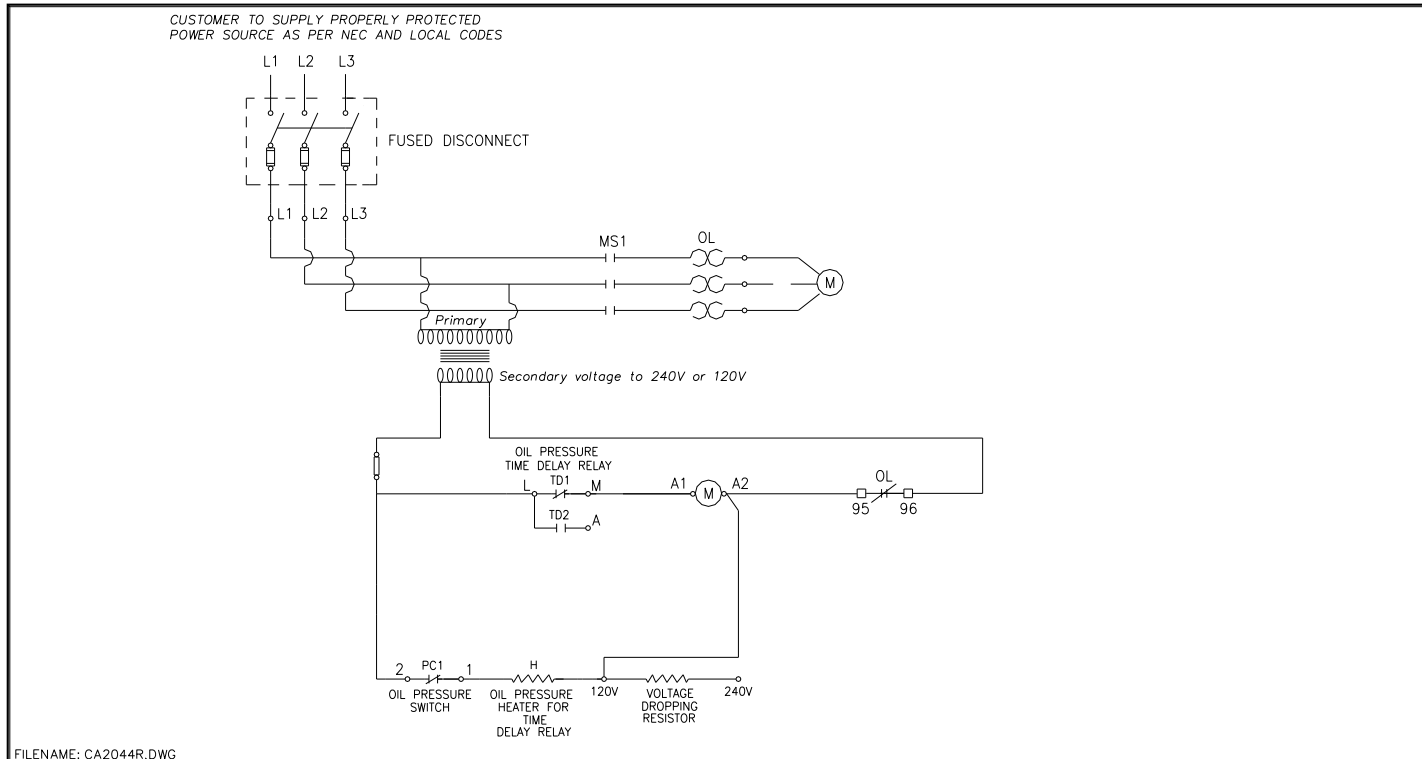 CUSTOMER TO SUPPLY PROPERLY PROTECTED
POWER SOURCE AS PER NEC AND LOCAL CODES
L1 L2 L3
FUSED DISCONNECT
L1 L2 L3
MS1 OL
M
Primary
Secondary voltage to 240V or 120V
OIL PRESSURE
TIME DELAY RELAY
L TD1 M A1 M A2 OL
95 96
TD2 A
2 PC1 1 H
OIL PRESSURE
SWITCH
OIL PRESSURE
HEATER FOR
TIME
DELAY RELAY
120V
VOLTAGE
DROPPING
RESISTOR
240V
FILENAME: CA2044R.DWG